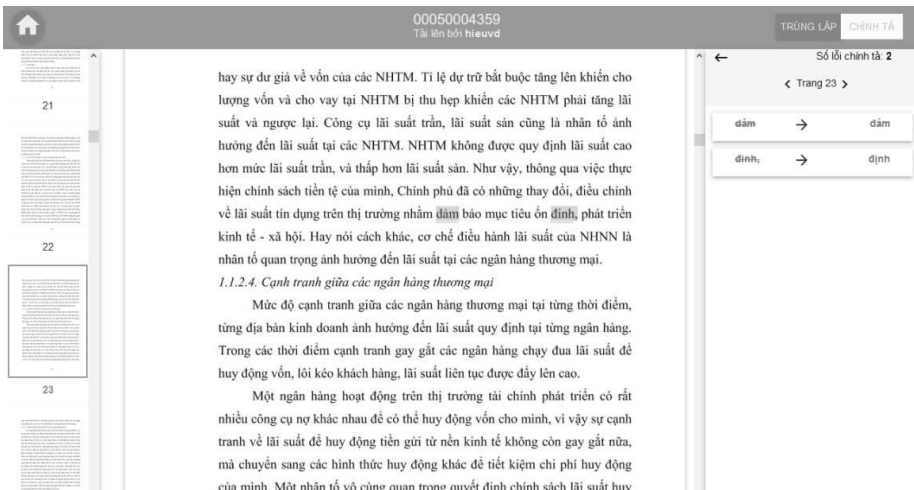 00050004359
Tải lên bởi hieuvd
TRÙNG LẶP
CHÍNH TẢ
21
22
23
hay sự dư giả về vốn của các NHTM. Tỉ lệ dự trữ bắt buộc tăng lên khiến cho
lượng vốn và cho vay tại NHTM bị thu hẹp khiến các NHTM phải tăng lãi
suất và ngược lại. Công cụ lãi suất trần, lãi suất sàn cũng là nhân tố ảnh
hưởng đến lãi suất tại các NHTM. NHTM không được quy định lãi suất cao
hơn mức lãi suất trần, và thấp hơn lãi suất sàn. Như vậy, thông qua việc thực
hiện chính sách tiền tệ của mình, Chính phủ đã có những thay đổi, điều chỉnh
về lãi suất tín dụng trên thị trường nhằm dảm bảo mục tiêu ổn đinh, phát triển
kinh tế - xã hội. Hay nói cách khác, cơ chế điều hành lãi suất của NHNN là
nhân tố quan trọng ảnh hưởng đến lãi suất tại các ngân hàng thương mại.
1.1.2.4. Cạnh tranh giữa các ngân hàng thương mại
Mức độ cạnh tranh giữa các ngân hàng thương mại tại từng thời điểm,
từng địa bàn kinh doanh ảnh hưởng đến lãi suất quy định tại từng ngân hàng.
Trong các thời điểm cạnh tranh gay gắt các ngân hàng chạy đua lãi suất để
huy động vốn, lôi kéo khách hàng, lãi suất liên tục được đẩy lên cao.
Một ngân hàng hoạt động trên thị trường tài chính phát triển có rất
nhiều công cụ nợ khác nhau để có thể huy động vốn cho mình, vì vậy sự cạnh
tranh về lãi suất để huy động tiền gửi từ nền kinh tế không còn gay gắt nữa,
mà chuyển sang các hình thức huy động khác để tiết kiệm chi phí huy động
của mình. Một nhân tố vô cùng quan trọng quyết định chính sách lãi suất huy
Số lỗi chính tả: 2
Trang 23
dảm → đảm
đinh, → định